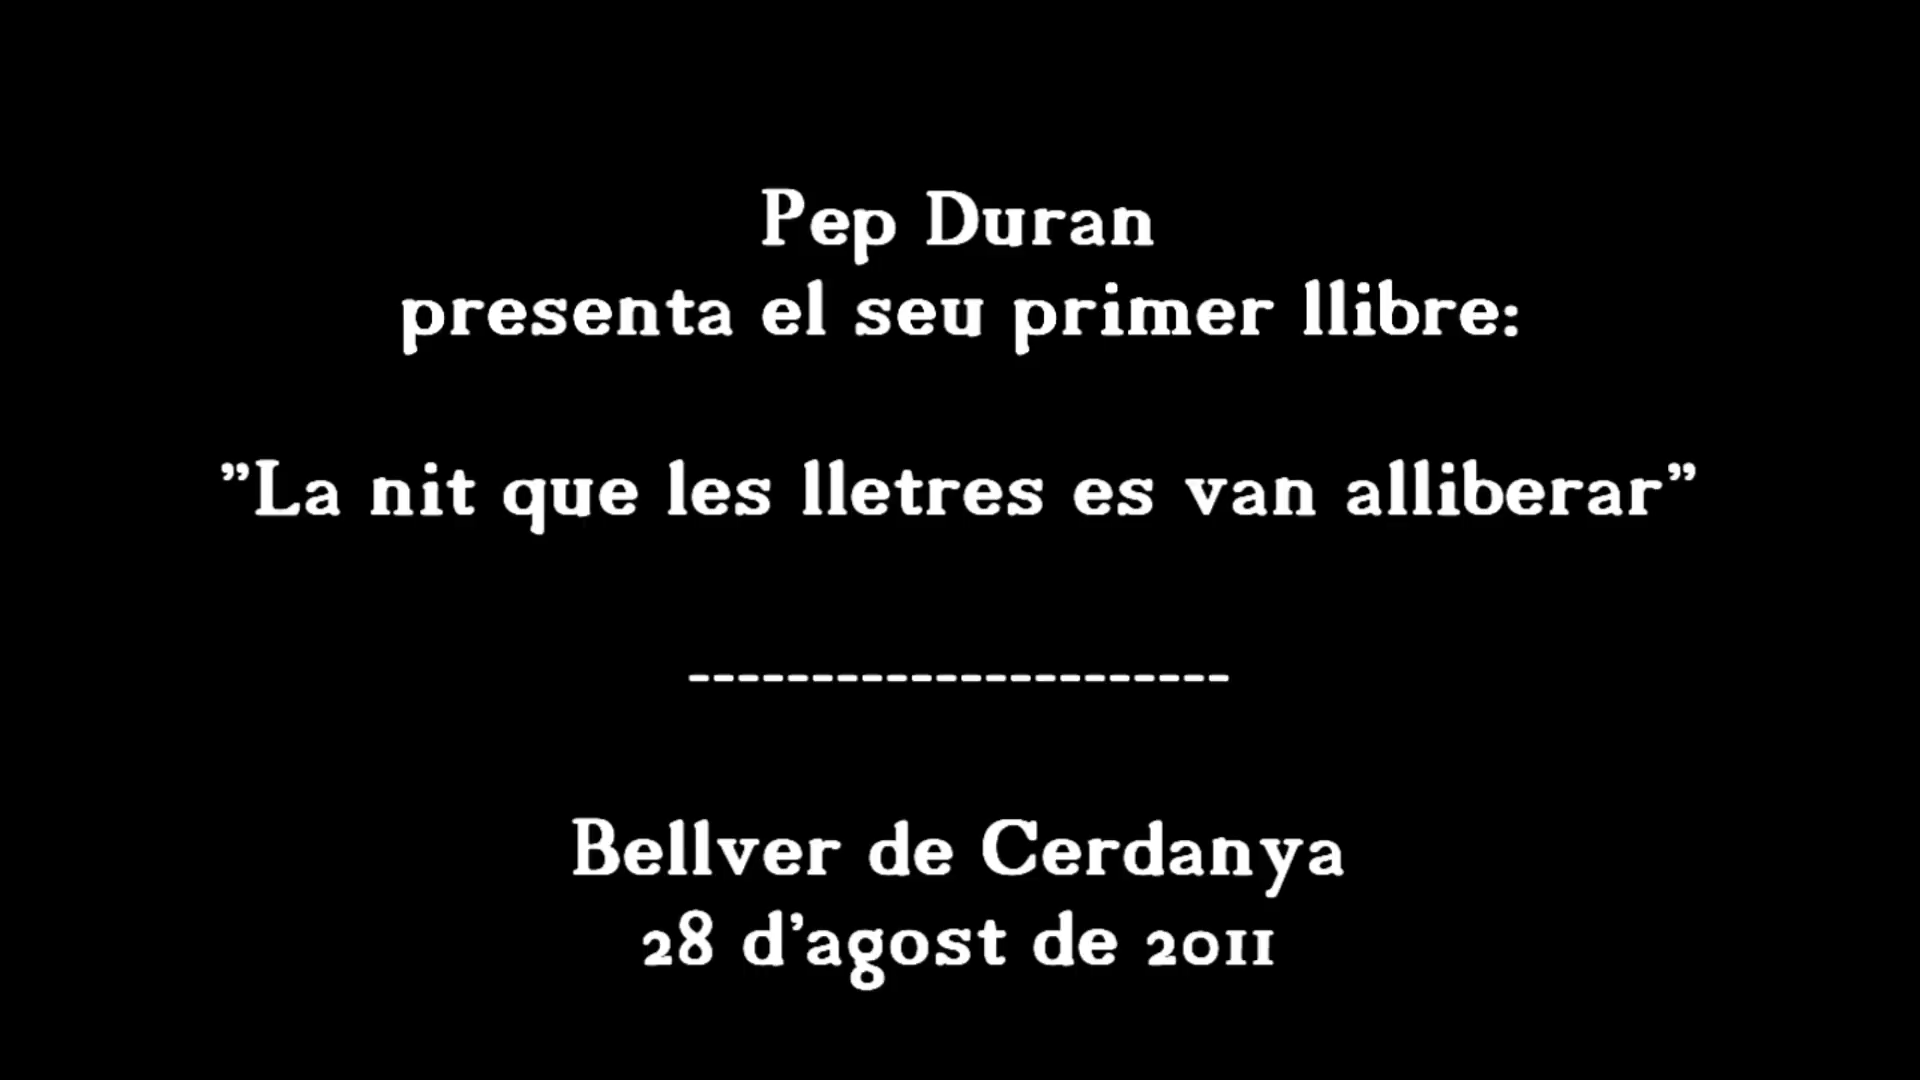 Pep Duran
presenta el seu primer llibre:
”La nit que les lletres es van alliberar”
----------------------
Bellver de Cerdanya
28 d’agost de 2011